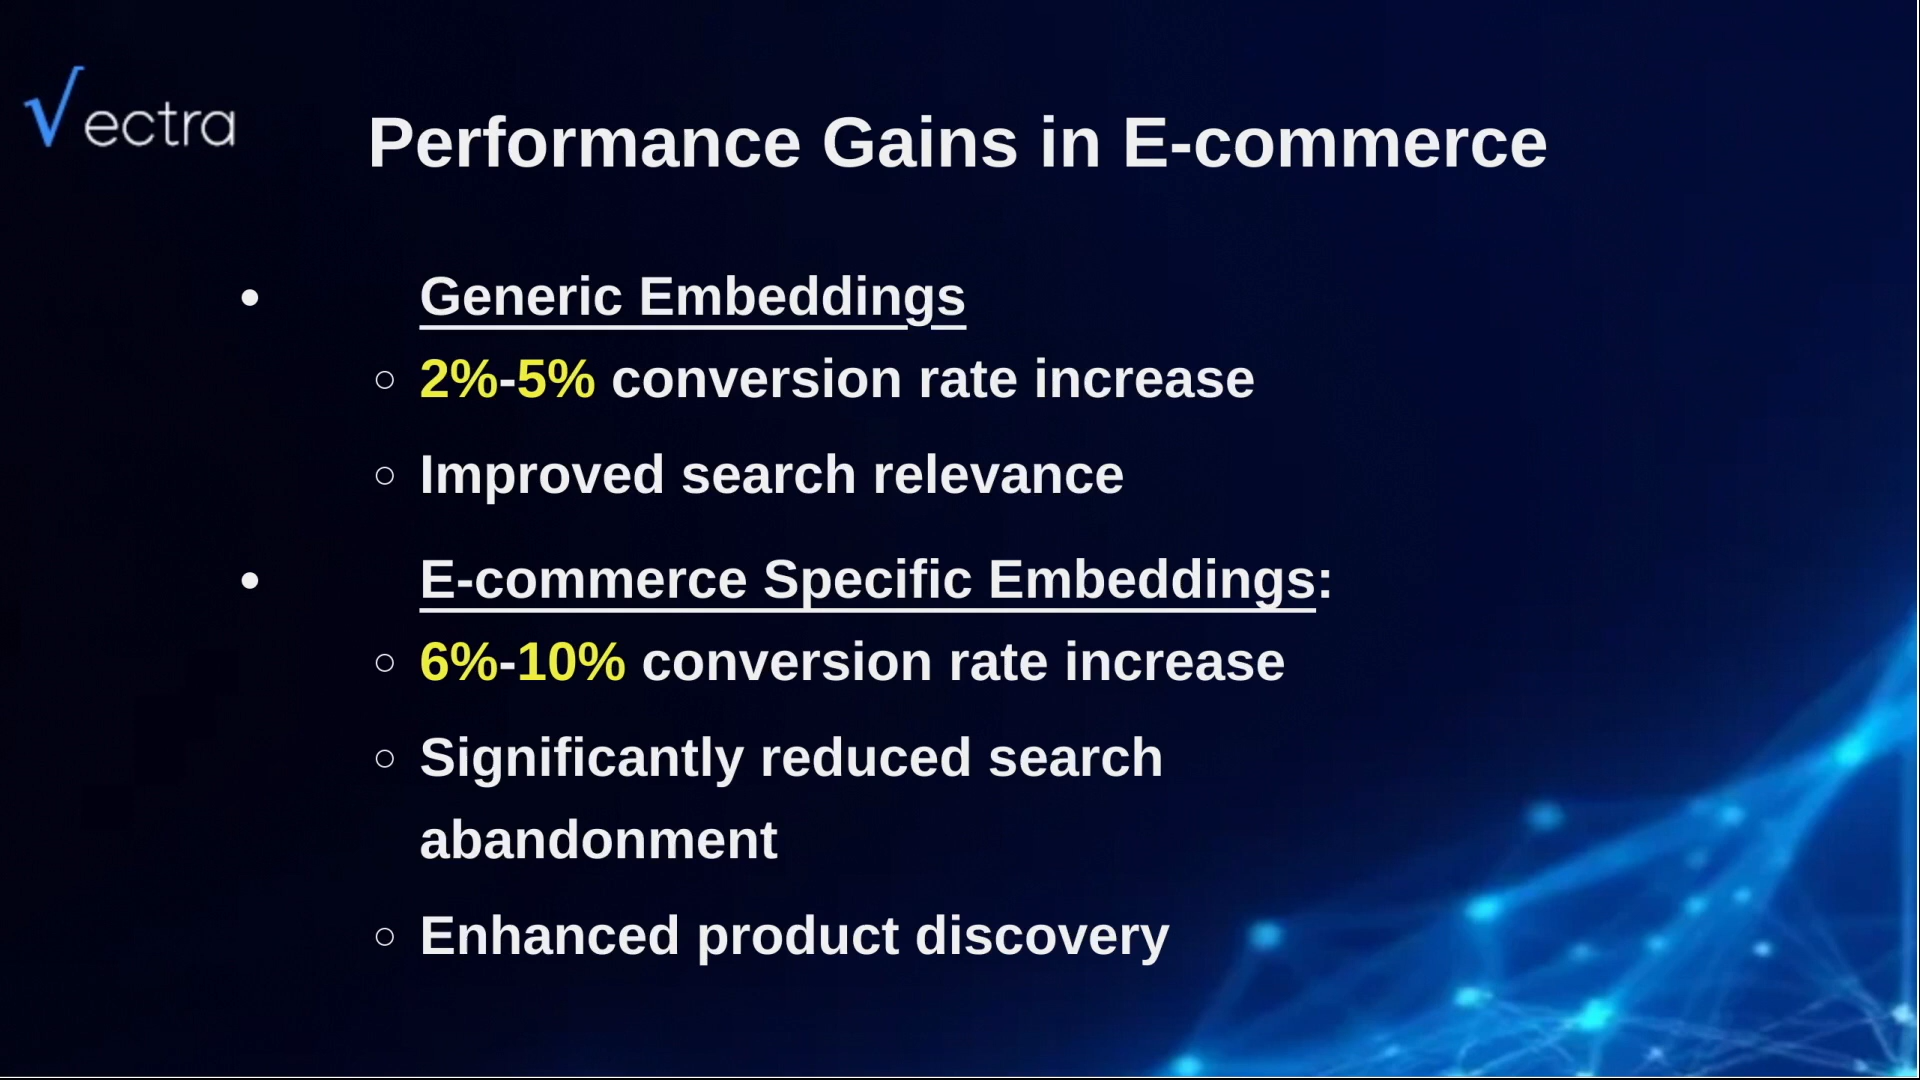 √ectra
Performance Gains in E-commerce
• Generic Embeddings
○ 2%-5% conversion rate increase
○ Improved search relevance
• E-commerce Specific Embeddings:
○ 6%-10% conversion rate increase
○ Significantly reduced search
abandonment
○ Enhanced product discovery